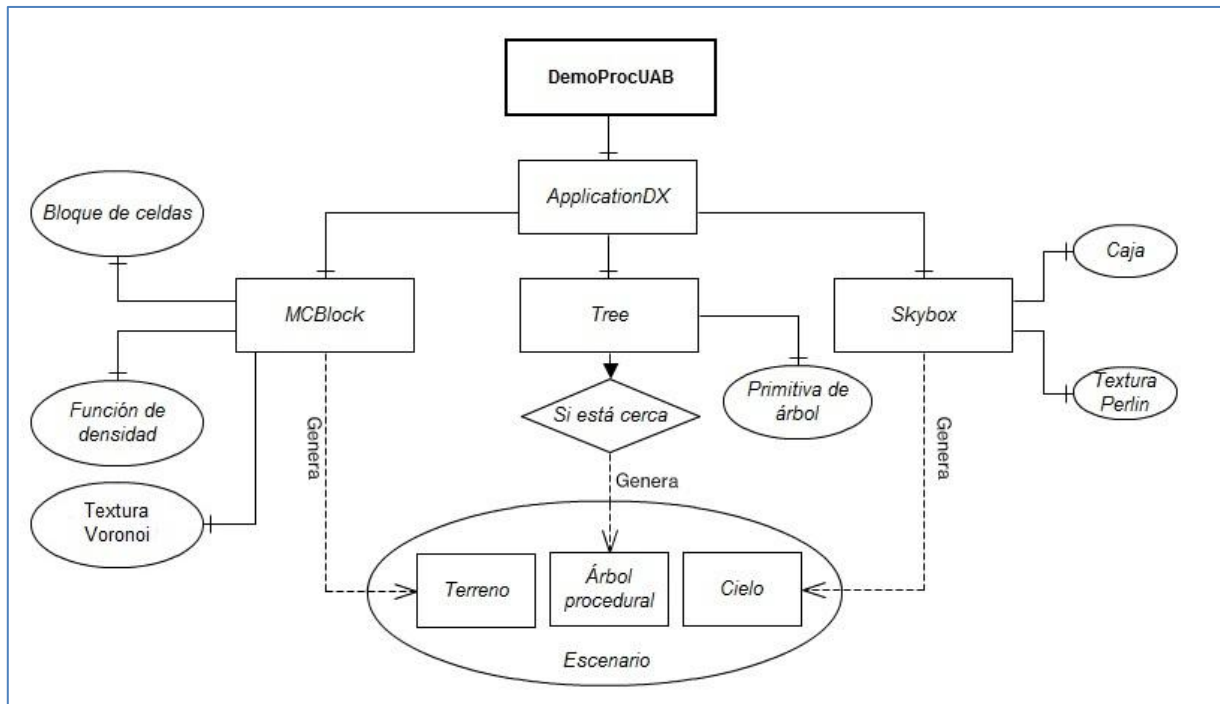 DemoProcUAB
ApplicationDX
Bloque de celdas
Caja
MCBlock
Tree
Skybox
Función de
densidad
Primitiva de
árbol
Textura
Perlin
Si está cerca
Genera
Genera
Genera
Textura
Voronoi
Terreno
Árbol
procedural
Cielo
Escenario